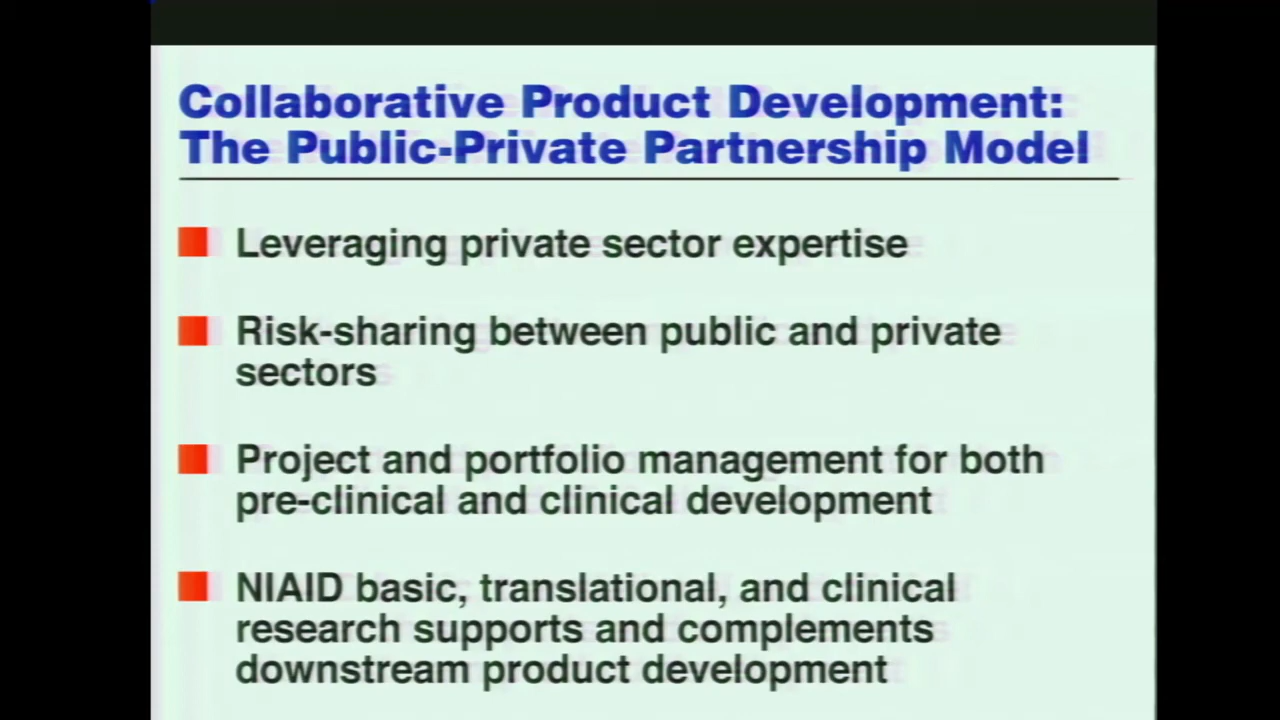 Collaborative Product Development:
The Public-Private Partnership Model
Leveraging private sector expertise
Risk-sharing between public and private
sectors
Project and portfolio management for both
pre-clinical and clinical development
NIAID basic, translational, and clinical
research supports and complements
downstream product development